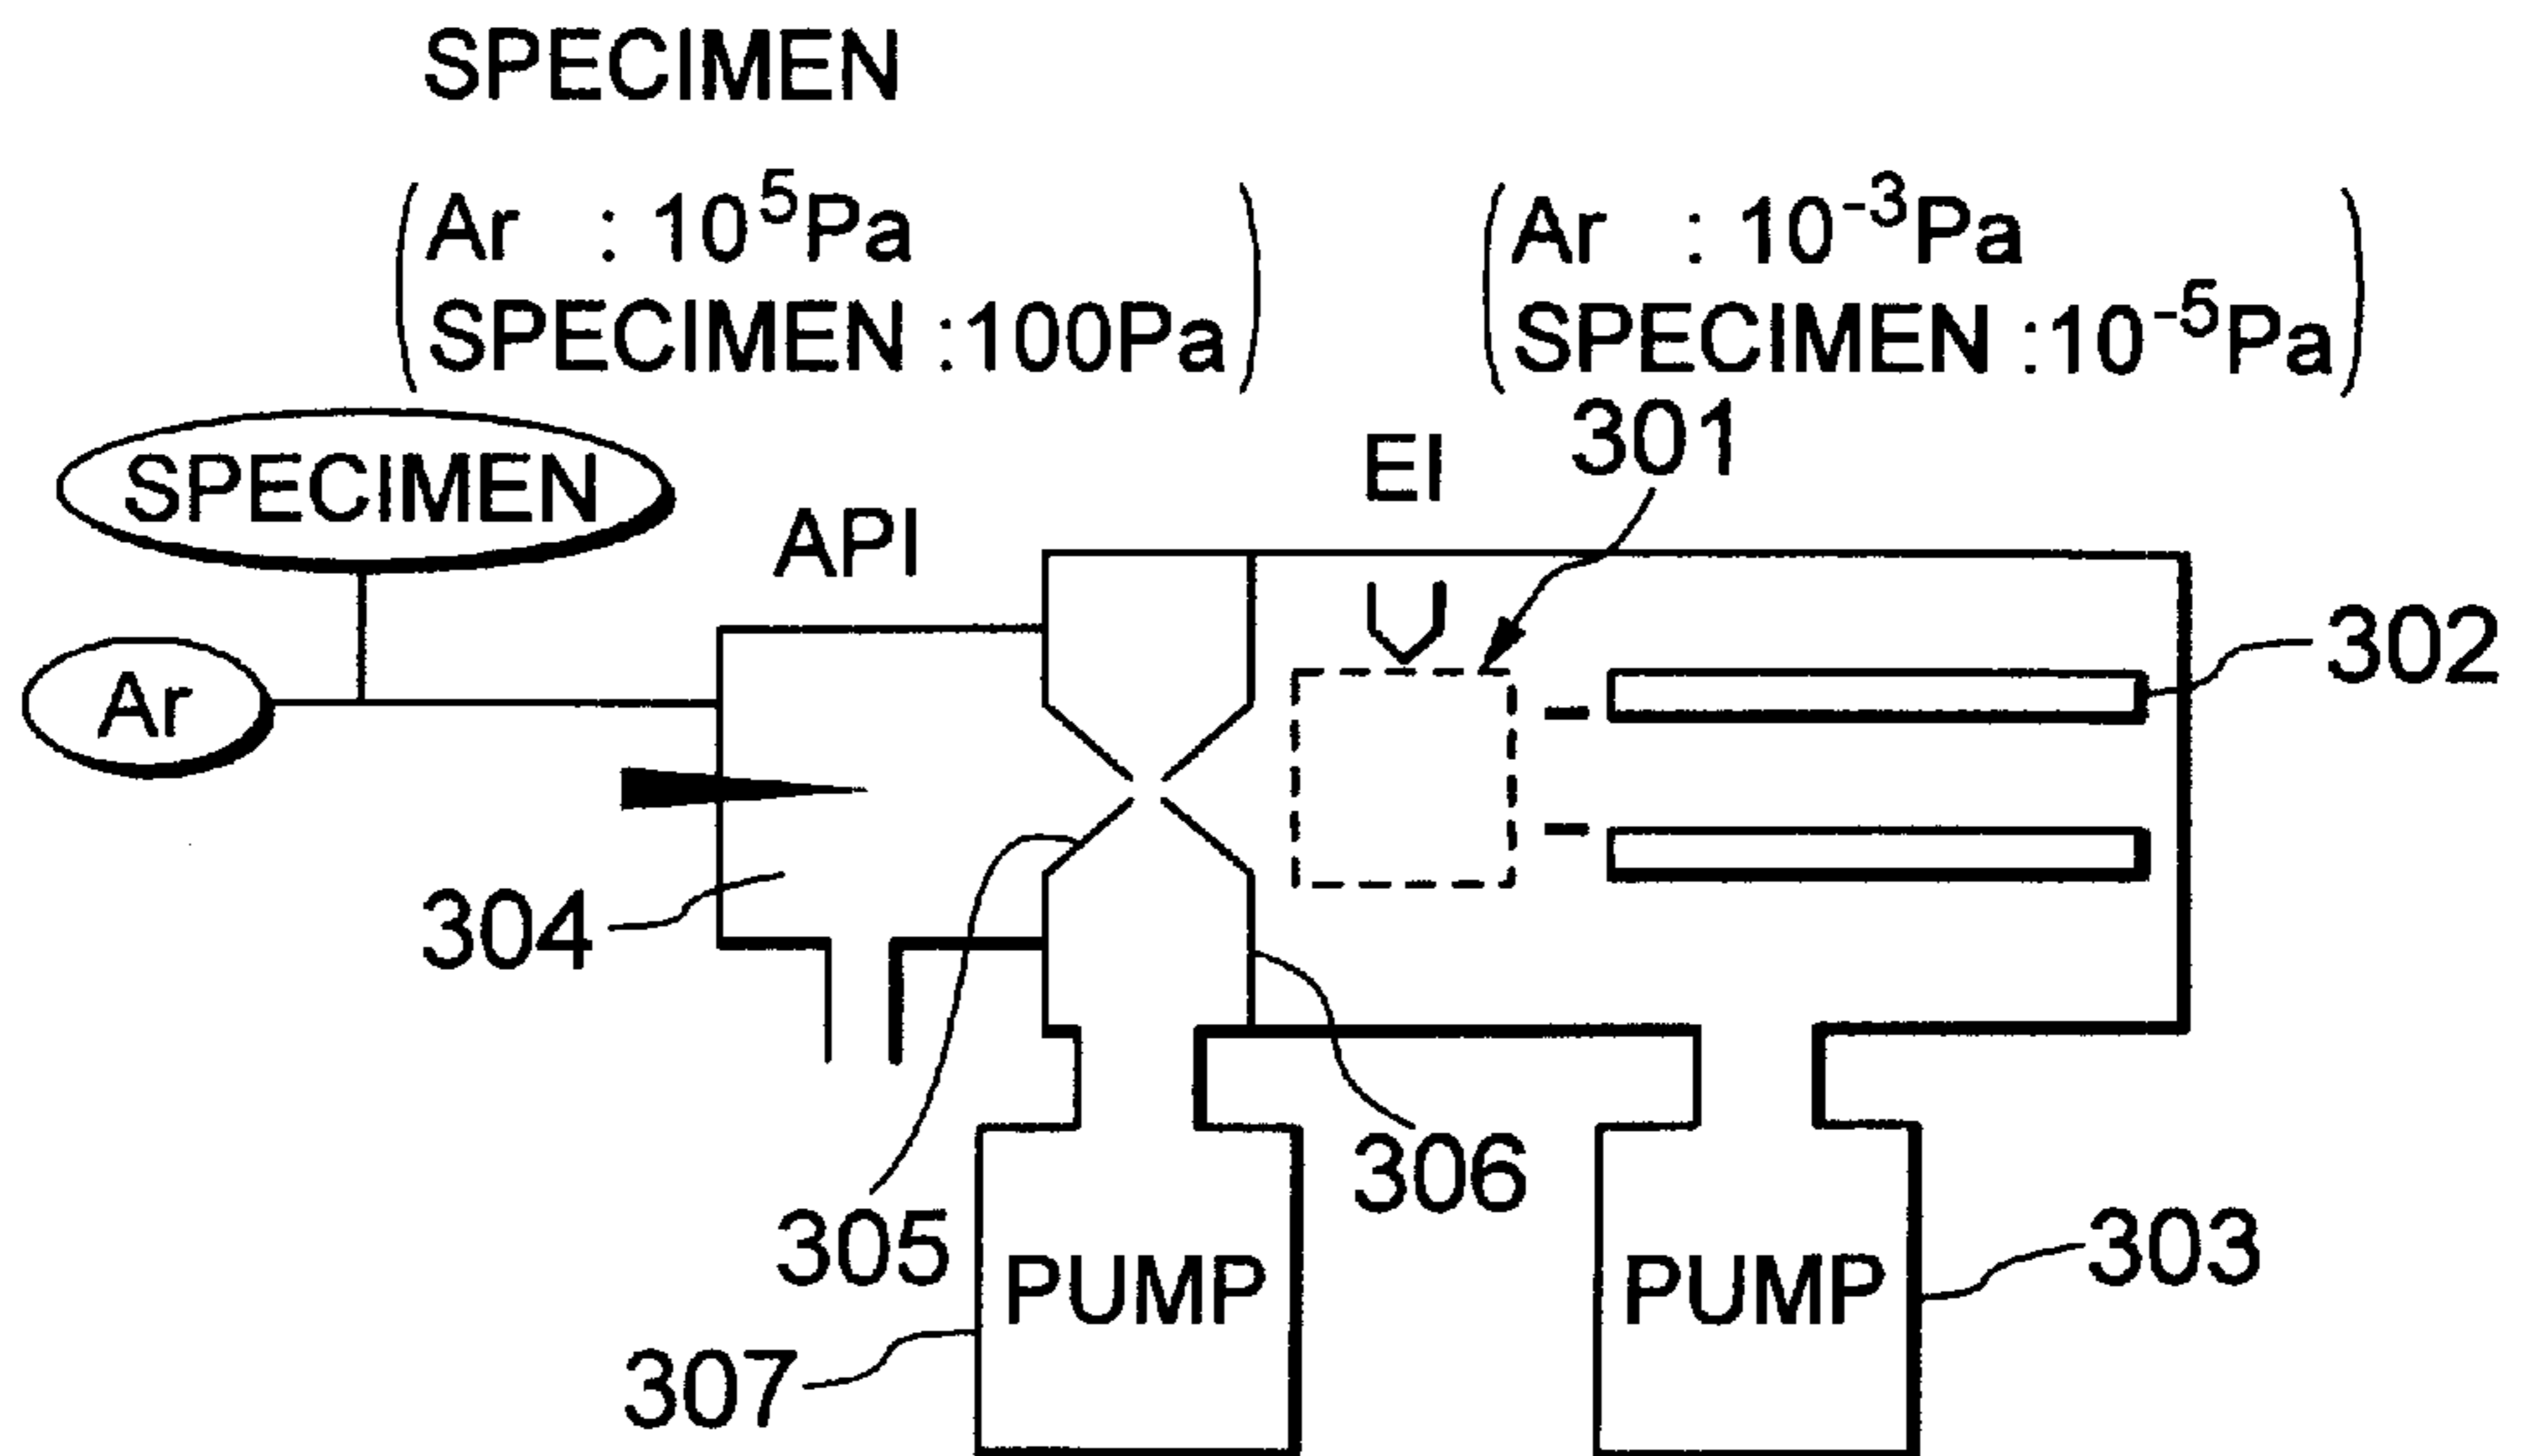 SPECIMEN
Ar : 10⁵Pa
SPECIMEN :100Pa
Ar : 10⁻³Pa
SPECIMEN :10⁻⁵Pa
SPECIMEN
API
EI
301
Ar
302
304
305
306
307
PUMP
PUMP
303